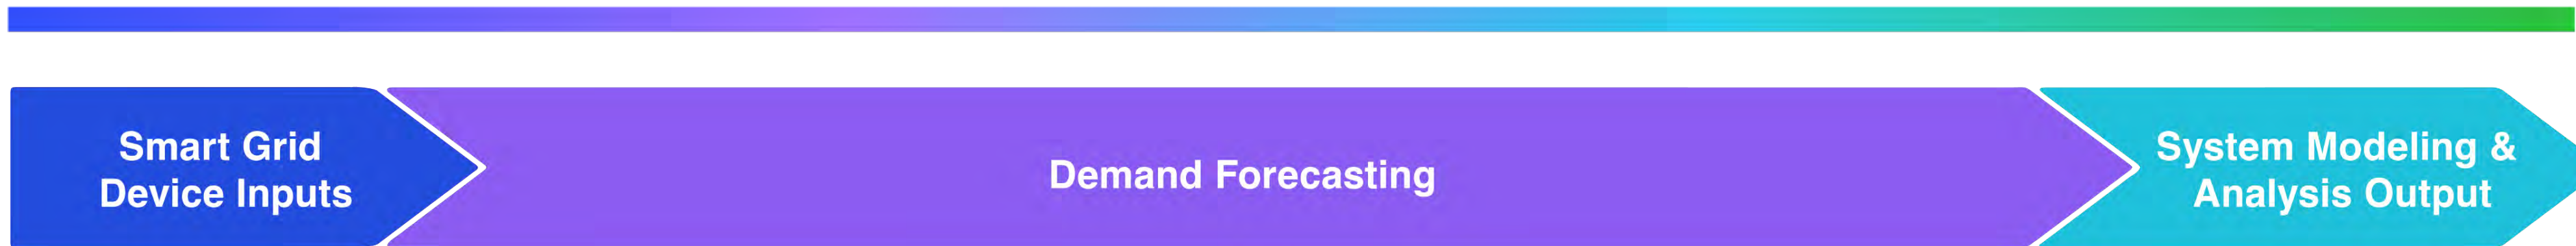 Smart Grid
Device Inputs
Demand Forecasting
System Modeling &
Analysis Output